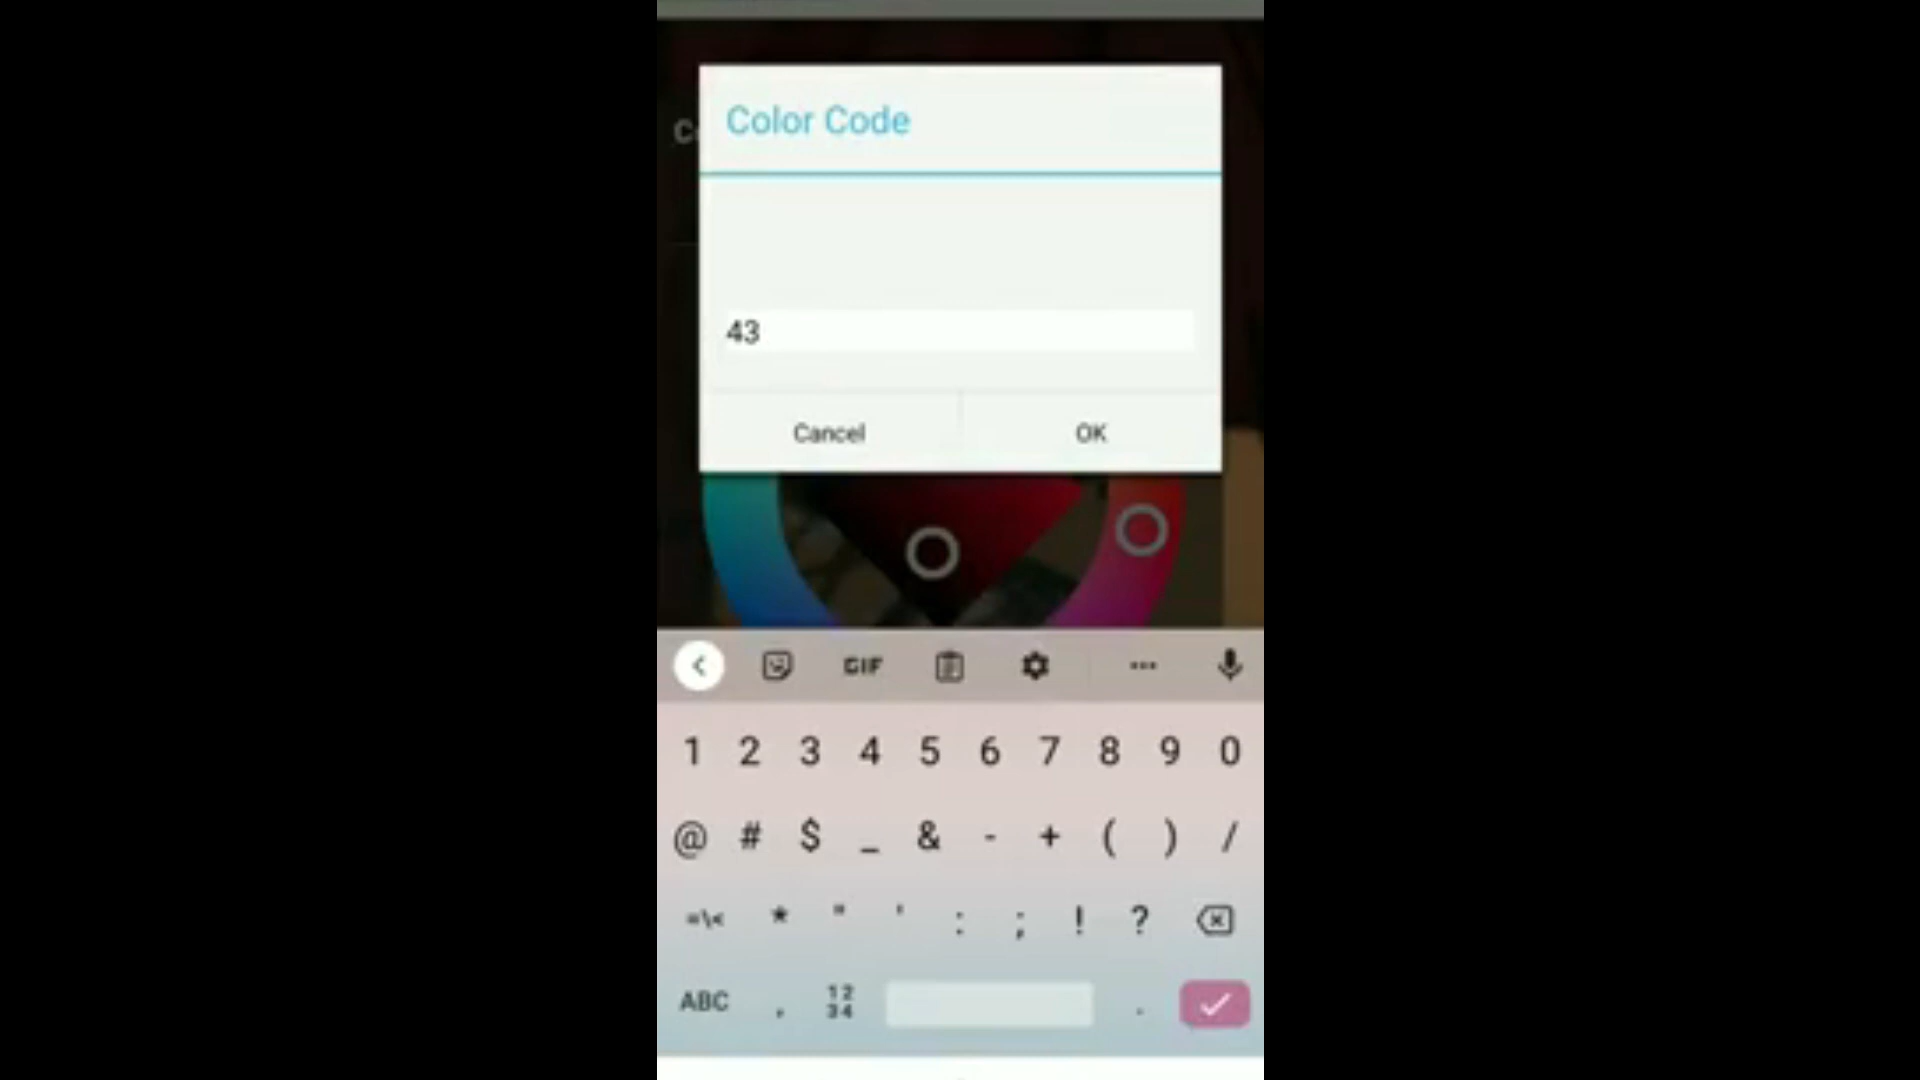 Color Code
43
Cancel OK
GIF
1 2 3 4 5 6 7 8 9 0
@ # $ _ & - + ( ) /
=\< * " ' : ; ! ?
ABC , 12 34 .